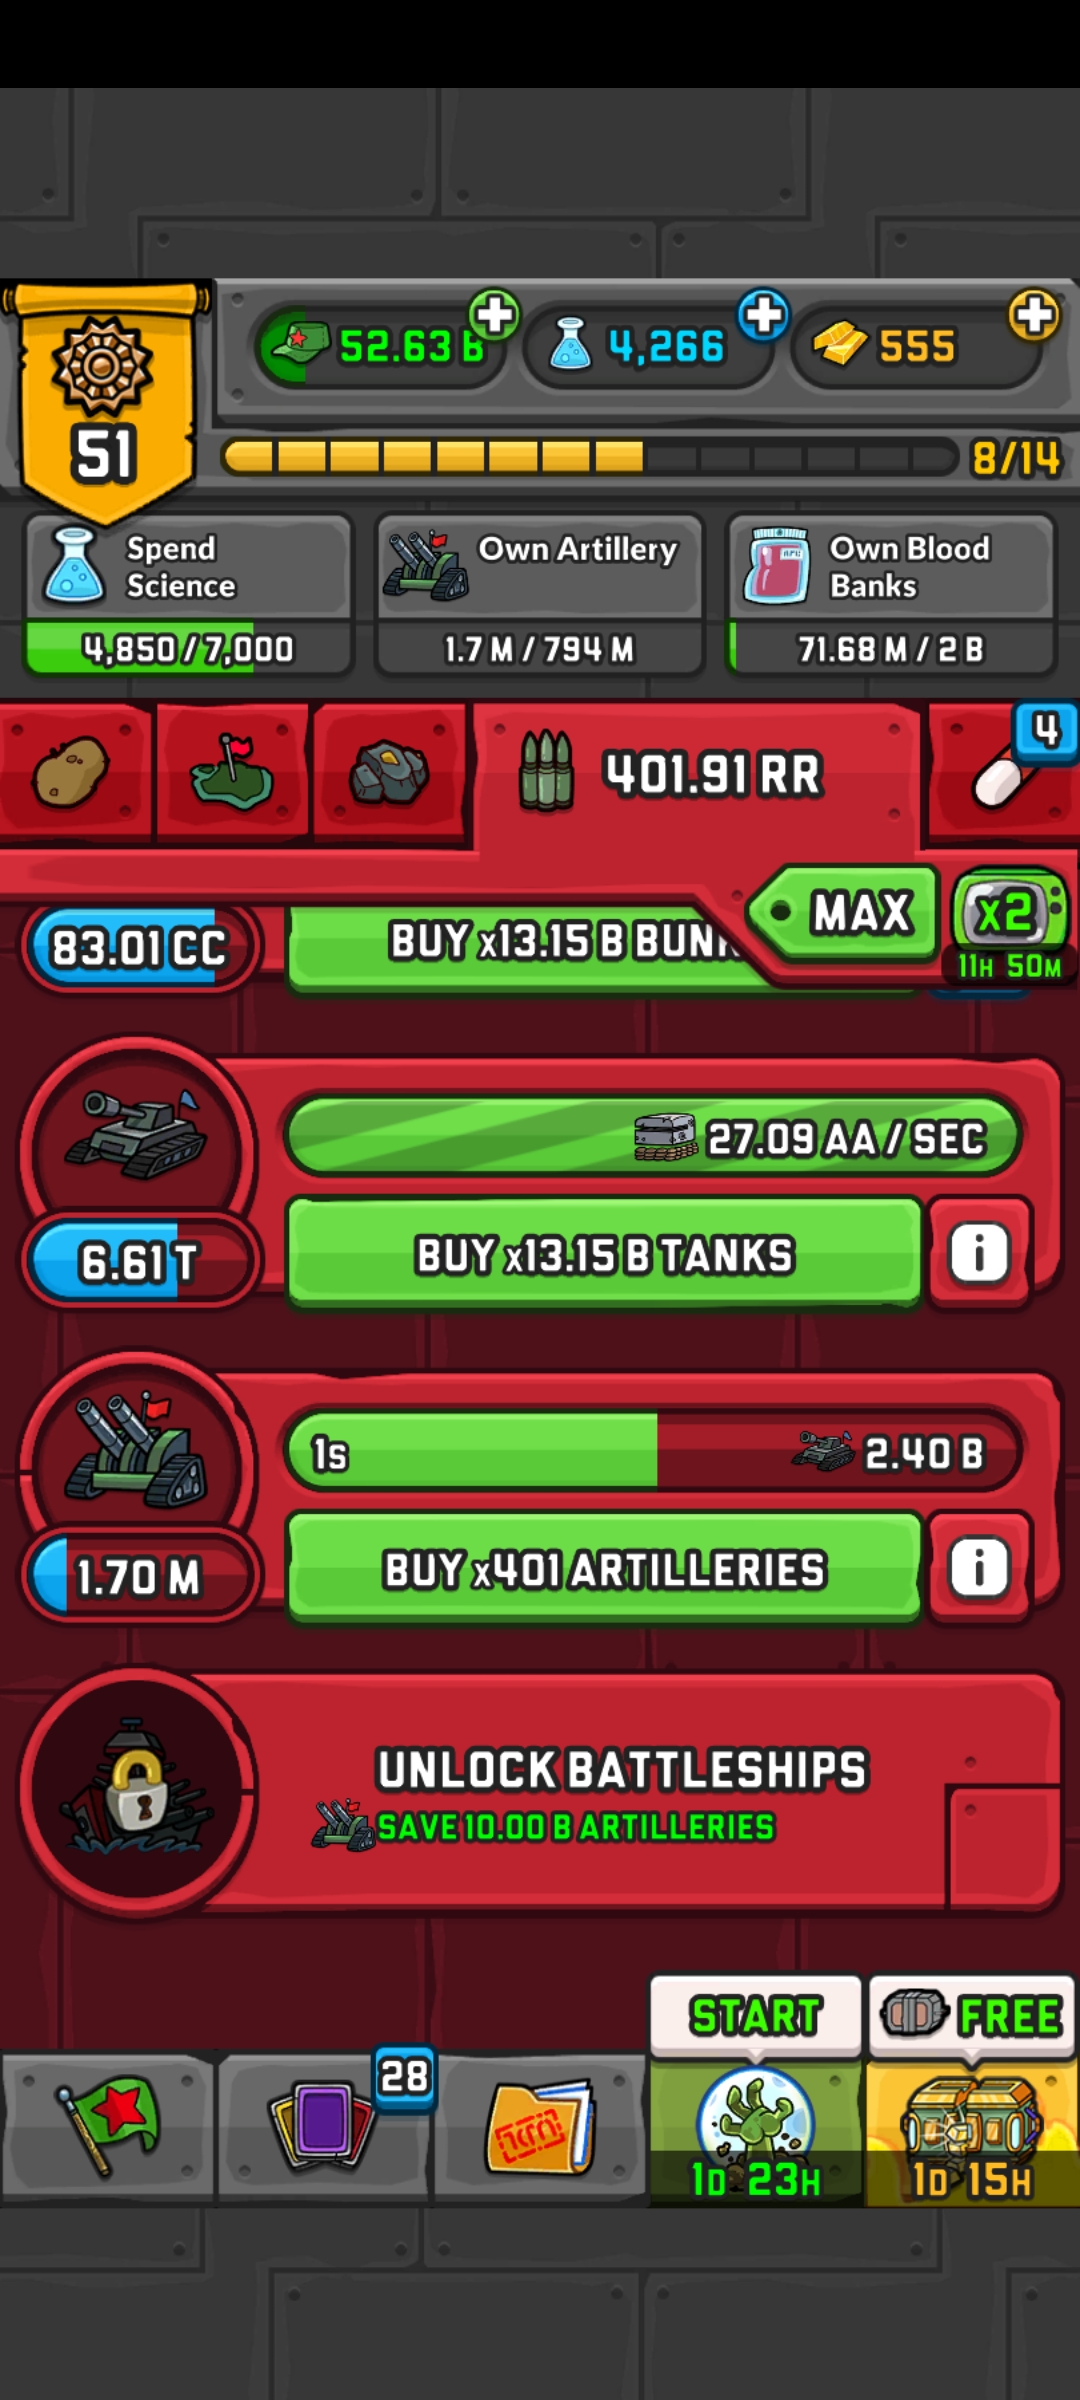 52.63 B
4,266
555
51
8/14
Spend
Science
4,850/7,000
Own Artillery
1.7 M / 794 M
Own Blood
Banks
71.68 M / 2 B
401.91 RR
4
83.01 CC
BUY x13.15 B
MAX
x2
11H 50M
27.09 AA / SEC
6.61 T
BUY x13.15 B TANKS
i
1s
2.40 B
1.70 M
BUY x401 ARTILLERIES
i
UNLOCK BATTLESHIPS
SAVE 10.00 B ARTILLERIES
START
FREE
28
1D 23H
1D 15H